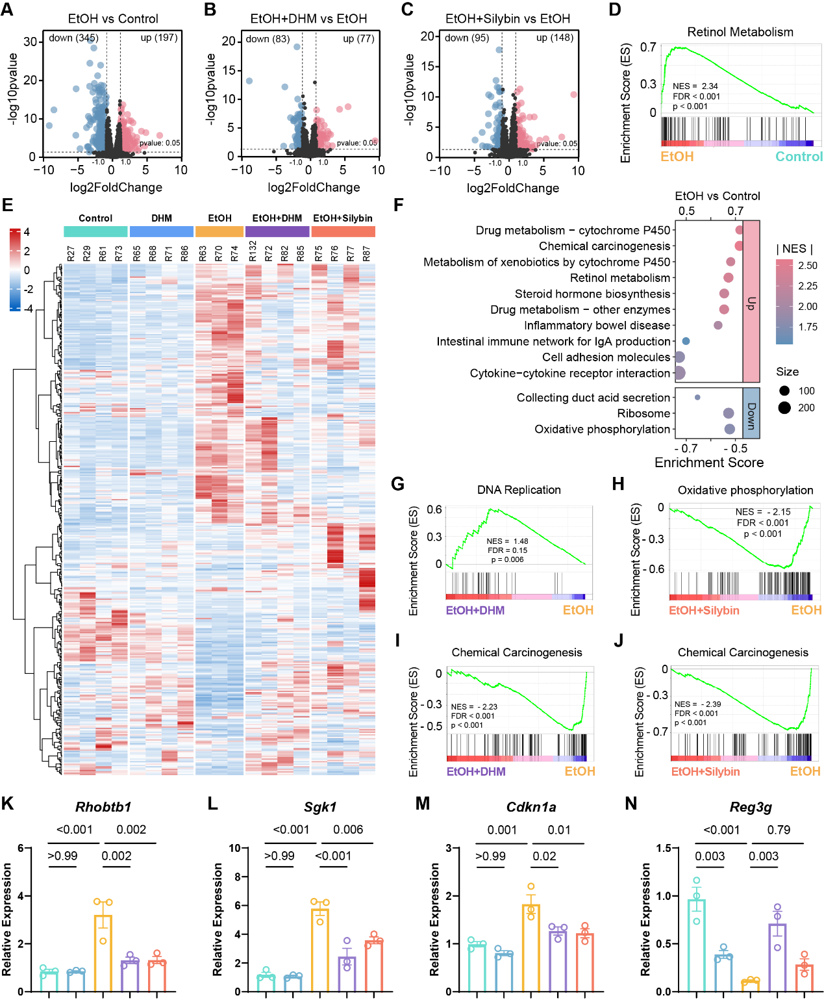 A
EtOH vs Control
down (345)
up (197)
30
20
10
0
-log10pvalue
pvalue: 0.05
-1.0
1.0
−10
−5
0
5
10
log2FoldChange
B
EtOH+DHM vs EtOH
down (83)
up (77)
20
15
10
5
0
-log10pvalue
pvalue: 0.05
-1.0
1.0
−10
−5
0
5
10
log2FoldChange
C
EtOH+Silybin vs EtOH
down (95)
up (148)
20
15
10
5
0
-log10pvalue
pvalue: 0.05
-1.0
1.0
−10
−5
0
5
10
log2FoldChange
D
Retinol Metabolism
Enrichment Score (ES)
0.7
0.3
0
NES = 2.34
FDR < 0.001
p < 0.001
EtOH
Control
E
4
2
0
-2
-4
Control
DHM
EtOH
EtOH+DHM
EtOH+Silybin
R27
R29
R61
R73
R65
R68
R71
R86
R63
R70
R74
R132
R72
R82
R85
R75
R76
R77
R87
F
EtOH vs Control
0.5
0.7
Drug metabolism − cytochrome P450
Chemical carcinogenesis
Metabolism of xenobiotics by cytochrome P450
Retinol metabolism
Steroid hormone biosynthesis
Drug metabolism − other enzymes
Inflammatory bowel disease
Intestinal immune network for IgA production
Cell adhesion molecules
Cytokine−cytokine receptor interaction
Up
Collecting duct acid secretion
Ribosome
Oxidative phosphorylation
Down
- 0.7
- 0.5
Enrichment Score
| NES |
2.50
2.25
2.00
1.75
Size
100
200
G
DNA Replication
Enrichment Score (ES)
0.6
0.3
0
NES = 1.48
FDR = 0.15
p = 0.006
EtOH+DHM
EtOH
H
Oxidative phosphorylation
Enrichment Score (ES)
0
- 0.3
- 0.6
NES = - 2.15
FDR < 0.001
p < 0.001
EtOH+Silybin
EtOH
I
Chemical Carcinogenesis
Enrichment Score (ES)
0
- 0.3
- 0.5
NES = - 2.23
FDR < 0.001
p < 0.001
EtOH+DHM
EtOH
J
Chemical Carcinogenesis
Enrichment Score (ES)
0
- 0.3
- 0.7
NES = - 2.39
FDR < 0.001
p < 0.001
EtOH+Silybin
EtOH
K
Rhobtb1
<0.001
0.002
>0.99
0.002
Relative Expression
6
4
2
0
L
Sgk1
<0.001
0.006
>0.99
<0.001
Relative Expression
10
8
6
4
2
0
M
Cdkn1a
0.001
0.01
>0.99
0.02
Relative Expression
3
2
1
0
N
Reg3g
<0.001
0.79
0.003
0.003
Relative Expression
1.5
1.0
0.5
0.0